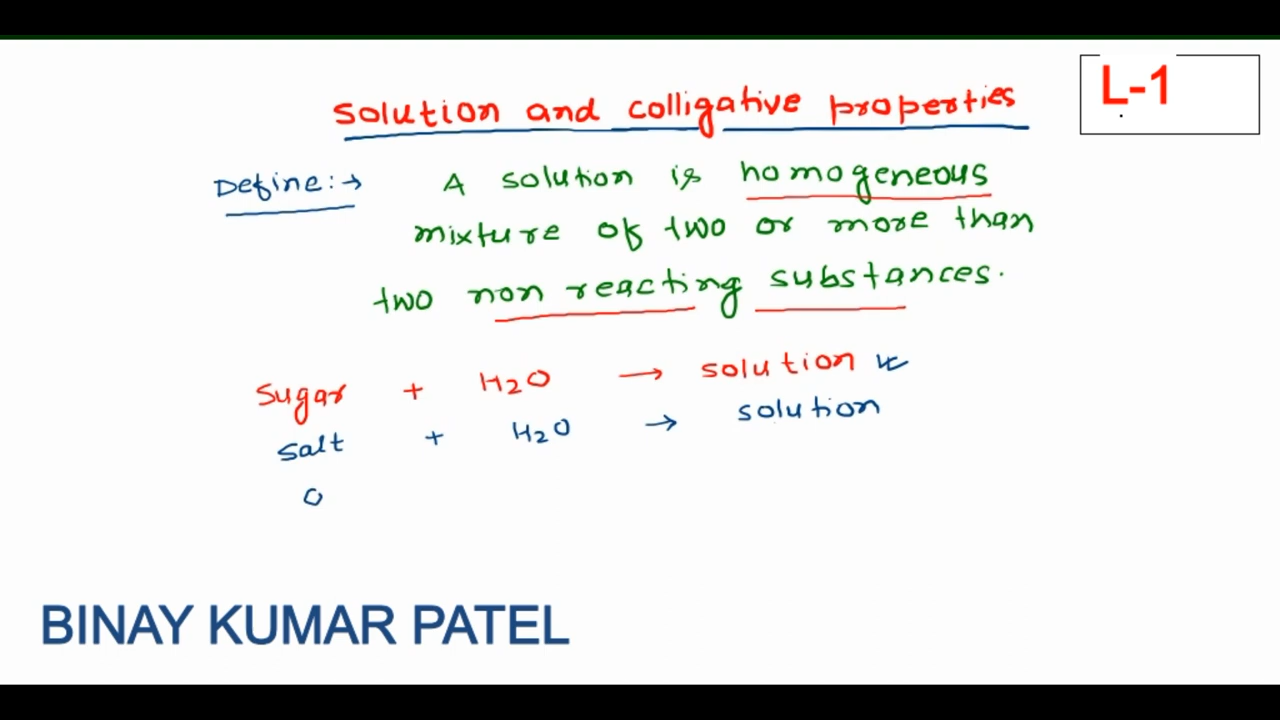 L-1
Solution and colligative properties
Define:→ A solution is homogeneous
mixture of two or more than
two non reacting substances.
Sugar + H2O → solution
Salt + H2O → solution
O
BINAY KUMAR PATEL